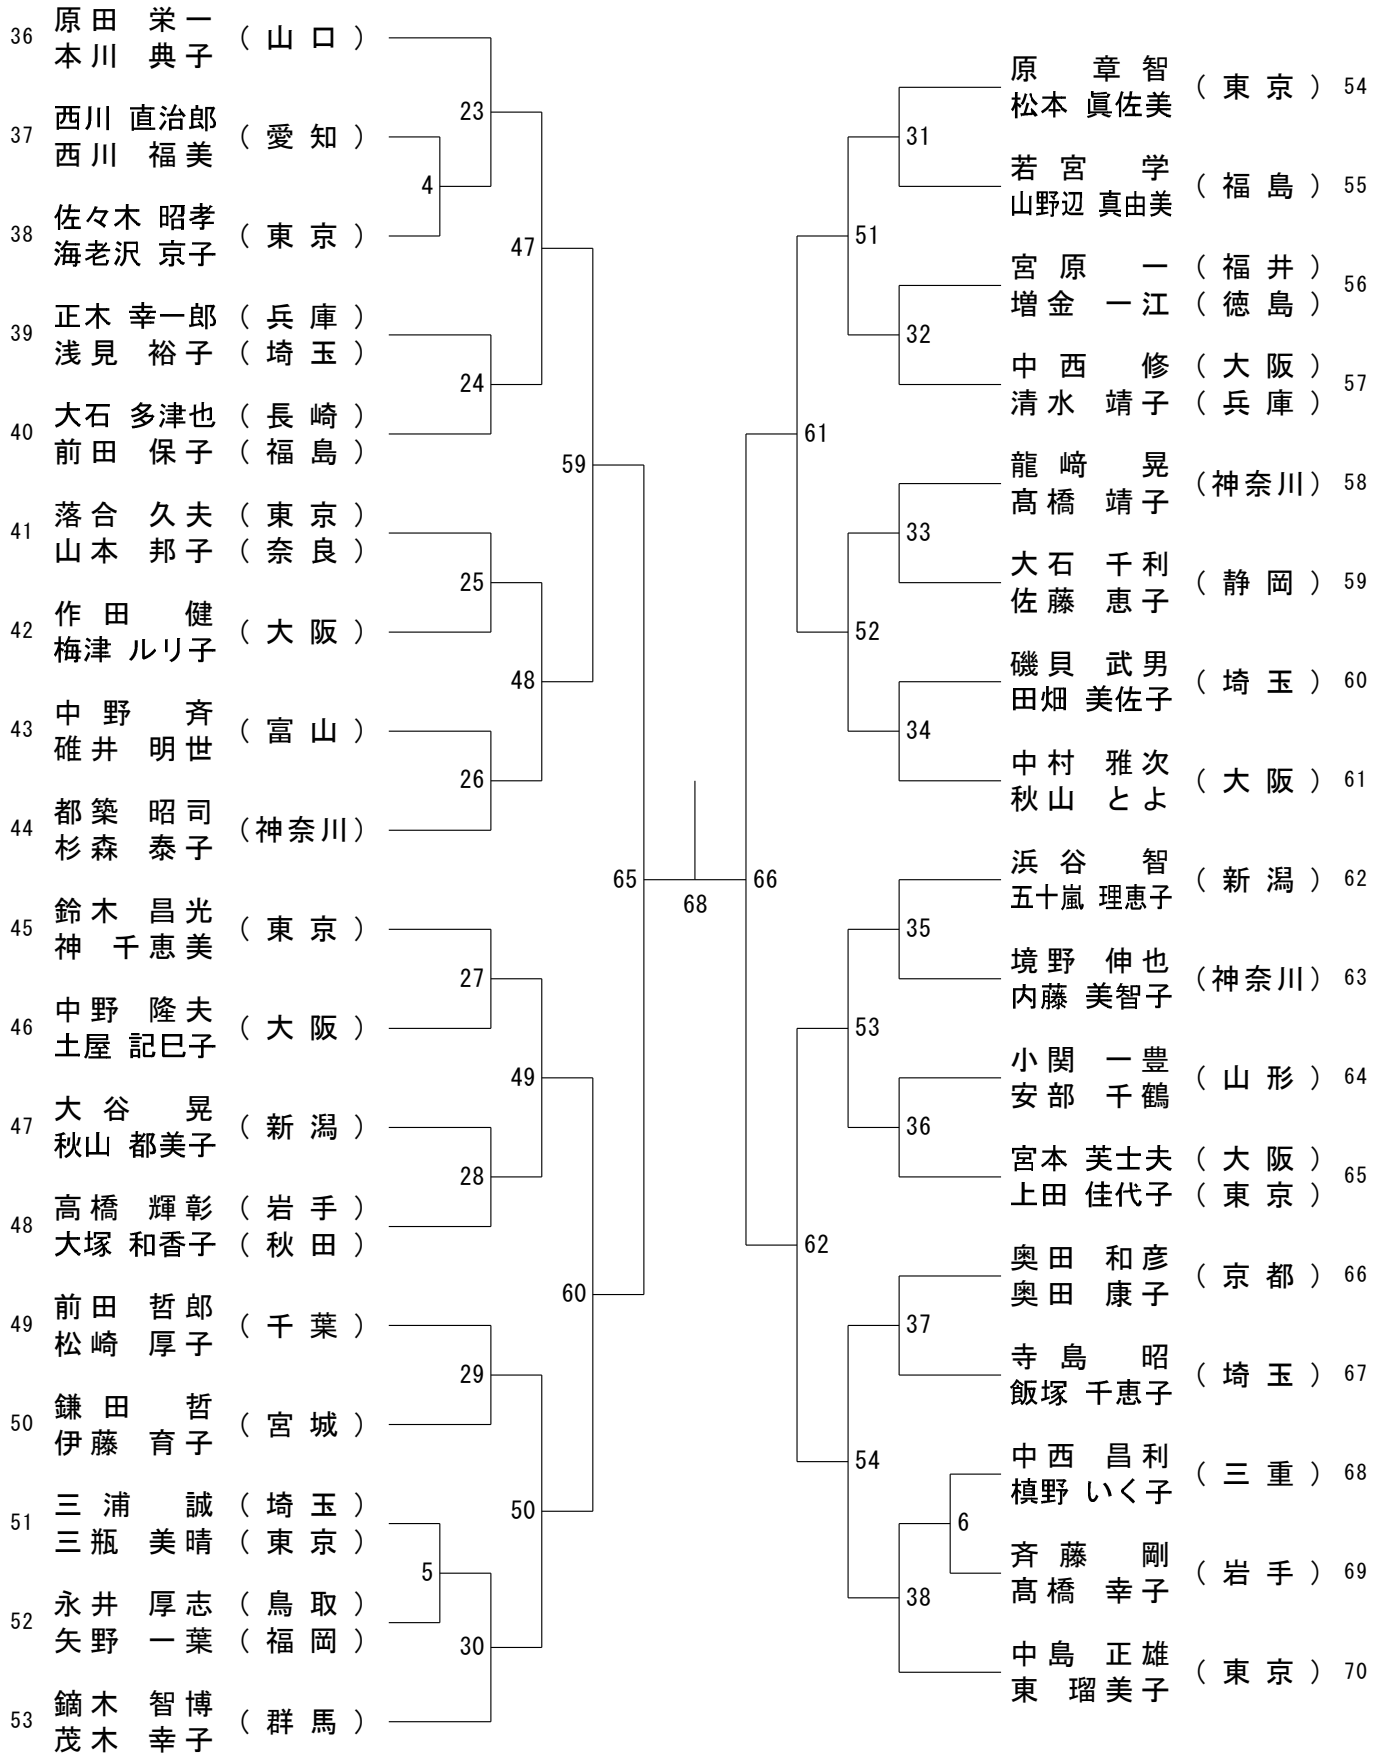 36 原田 栄一 (山口)
本川 典子
37 西川 直治郎 (愛知)
西川 福美
38 佐々木 昭孝 (東京)
海老沢 京子
39 正木 幸一郎 (兵庫)
浅見 裕子 (埼玉)
40 大石 多津也 (長崎)
前田 保子 (福島)
41 落合 久夫 (東京)
山本 邦子 (奈良)
42 作田 健 (大阪)
梅津 ルリ子
43 中野 斉 (富山)
碓井 明世
44 都築 昭司 (神奈川)
杉森 泰子
45 鈴木 昌光 (東京)
神 千恵美
46 中野 隆夫 (大阪)
土屋 記巳子
47 大谷 晃 (新潟)
秋山 都美子
48 高橋 輝彰 (岩手)
大塚 和香子 (秋田)
49 前田 哲郎 (千葉)
松崎 厚子
50 鎌田 哲 (宮城)
伊藤 育子
51 三浦 誠 (埼玉)
三瓶 美晴 (東京)
52 永井 厚志 (鳥取)
矢野 一葉 (福岡)
53 鏑木 智博 (群馬)
茂木 幸子
23
4
47
24
59
25
48
26
65
27
49
28
60
29
50
5
30
68
66
31
51
32
61
33
52
34
35
53
36
62
37
54
6
38
原 章智 (東京) 54
松本 眞佐美
若宮 学 (福島) 55
山野辺 真由美
宮原 一 (福井) 56
増金 一江 (徳島)
中西 修 (大阪) 57
清水 靖子 (兵庫)
龍﨑 晃 (神奈川) 58
髙橋 靖子
大石 千利 (静岡) 59
佐藤 恵子
磯貝 武男 (埼玉) 60
田畑 美佐子
中村 雅次 (大阪) 61
秋山 とよ
浜谷 智 (新潟) 62
五十嵐 理恵子
境野 伸也 (神奈川) 63
内藤 美智子
小関 一豊 (山形) 64
安部 千鶴
宮本 芙士夫 (大阪) 65
上田 佳代子 (東京)
奥田 和彦 (京都) 66
奥田 康子
寺島 昭 (埼玉) 67
飯塚 千恵子
中西 昌利 (三重) 68
槙野 いく子
斉藤 剛 (岩手) 69
髙橋 幸子
中島 正雄 (東京) 70
東 瑠美子